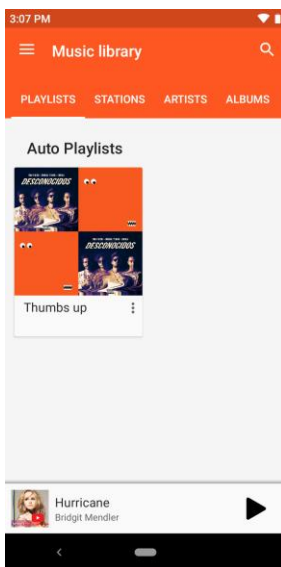 3:07 PM
Music library
PLAYLISTS STATIONS ARTISTS ALBUMS
Auto Playlists
DESCONOCIDOS
DESCONOCIDOS
Thumbs up
Hurricane
Bridgit Mendler